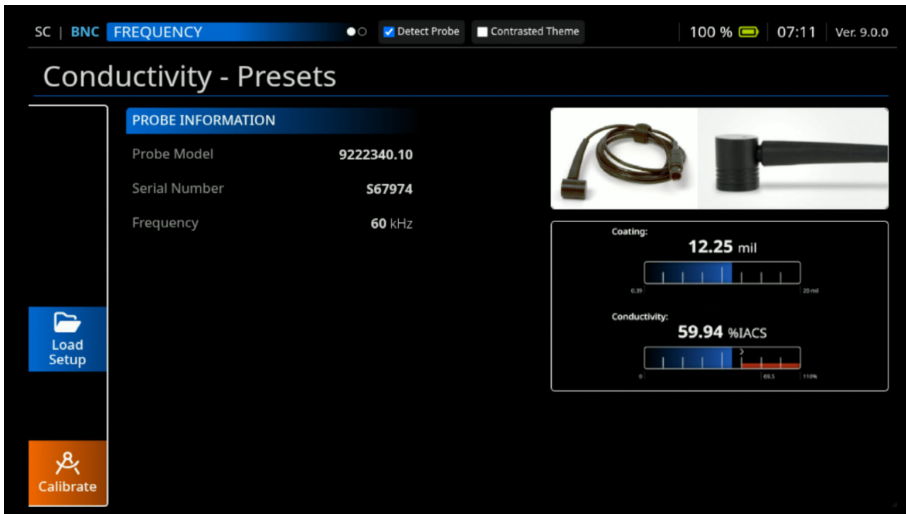 SC | BNC FREQUENCY Detect Probe Contrasted Theme 100 % 07:11 Ver. 9.0.0
Conductivity - Presets
PROBE INFORMATION
Probe Model 9222340.10
Serial Number S67974
Frequency 60 kHz
Coating:
12.25 mil
0.39 20 mil
Conductivity:
59.94 %IACS
0 69.5 110%
Load
Setup
Calibrate